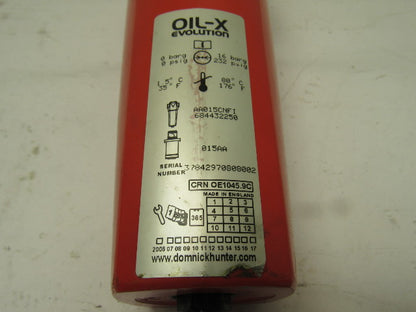 OIL-X
EVOLUTION
0 barg 16 barg
0 psig 232 psig
1.5° C 80° C
35° F 176° F
AA015CNFI
684432250
015AA
SERIAL NUMBER 37842970808002
CRN OE1045.9C
MADE IN ENGLAND
1 2 3
4 5 6
7 8 9
10 11 12
365
2006 07 08 09 10 11 12 13 14 15 16 17
www.domnickhunter.com